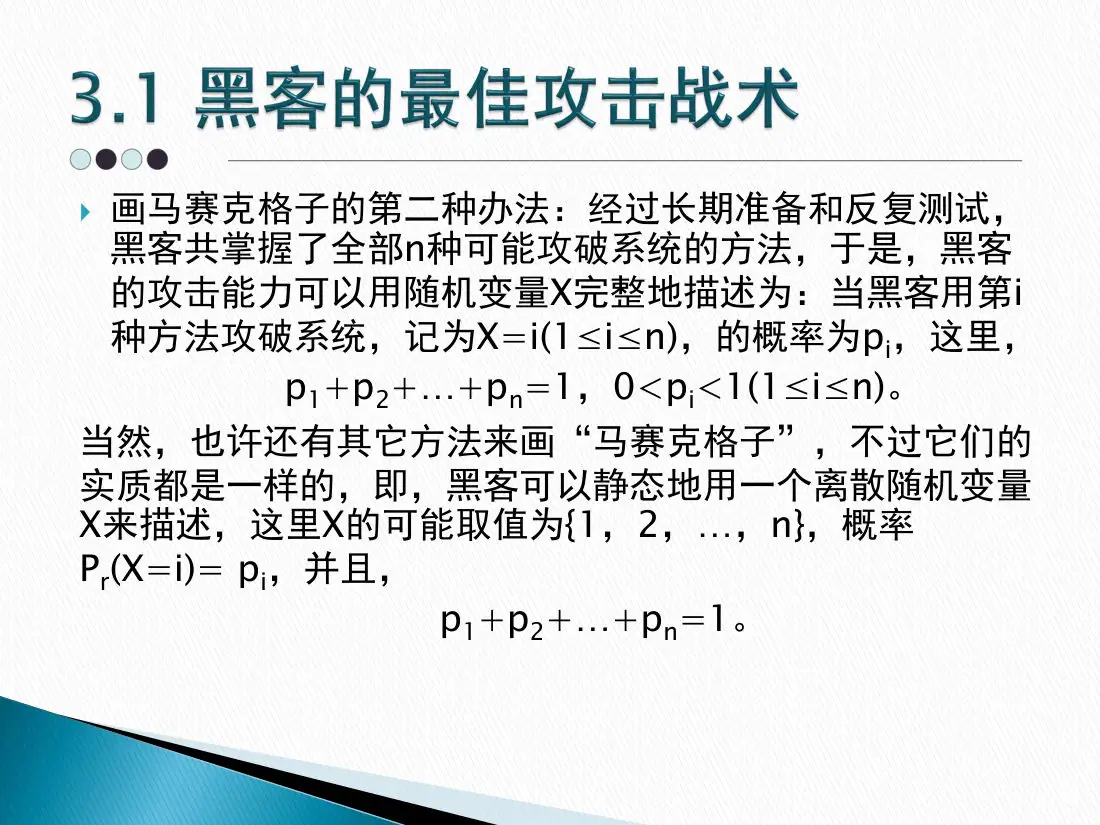 3.1 黑客的最佳攻击战术
画马赛克格子的第二种办法：经过长期准备和反复测试，
黑客共掌握了全部n种可能攻破系统的方法，于是，黑客
的攻击能力可以用随机变量X完整地描述为：当黑客用第i
种方法攻破系统，记为X=i(1≤i≤n)，的概率为pᵢ，这里，
p₁+p₂+…+pₙ=1，0<pᵢ<1(1≤i≤n)。
当然，也许还有其它方法来画“马赛克格子”，不过它们的
实质都是一样的，即，黑客可以静态地用一个离散随机变量
X来描述，这里X的可能取值为{1，2，…，n}，概率
Pᵣ(X=i)= pᵢ，并且，
p₁+p₂+…+pₙ=1。